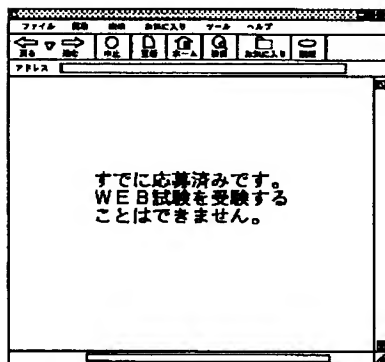 ファイル 編集 表示 お気に入り ツール ヘルプ
戻る 進む 中止 更新 ホーム 検索 お気に入り 履歴
アドレス
すでに応募済みです。
WEB試験を受験する
ことはできません。